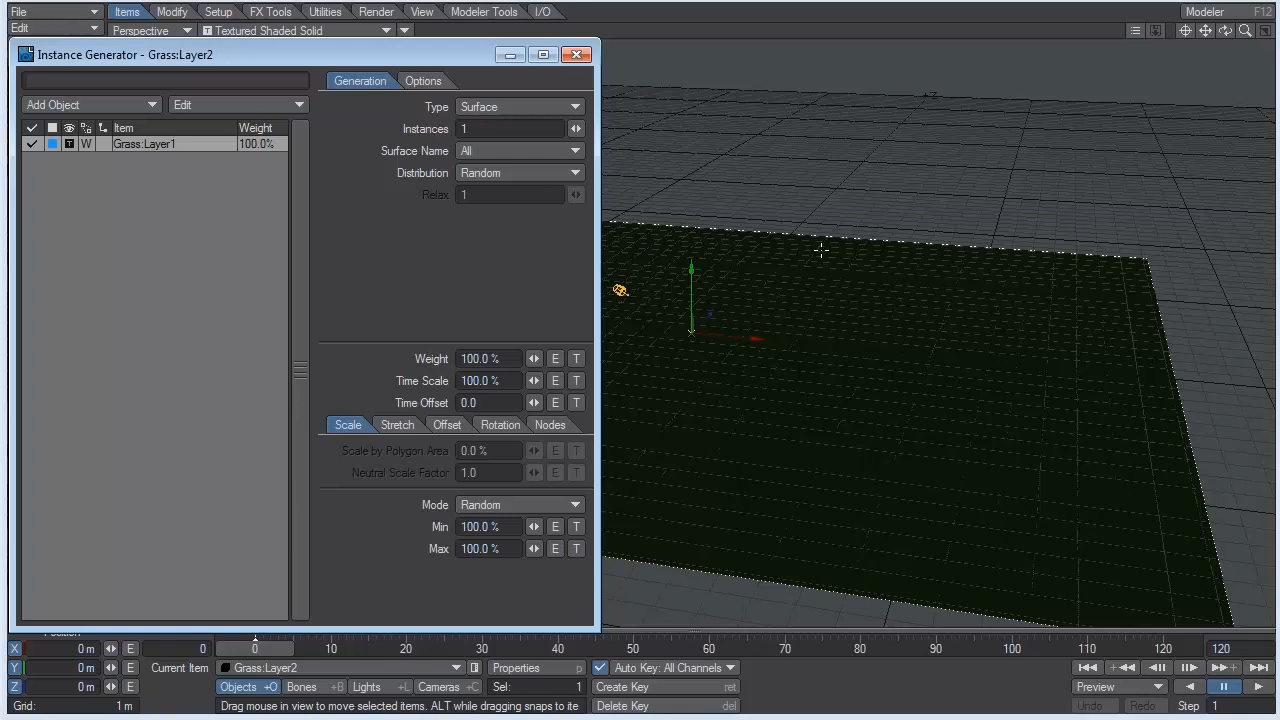 File Items Modify Setup FX Tools Utilities Render View Modeler Tools I/O Modeler F12
Edit Perspective T Textured Shaded Solid
Instance Generator - Grass:Layer2
Generation Options
Add Object Edit
Type Surface
Item Weight
Instances 1
T W Grass:Layer1 100.0%
Surface Name All
Distribution Random
Relax 1
Weight 100.0 % E T
Time Scale 100.0 % E T
Time Offset 0.0 E T
Scale Stretch Offset Rotation Nodes
Scale by Polygon Area 0.0 % E T
Neutral Scale Factor 1.0 E T
Mode Random
Min 100.0 % E T
Max 100.0 % E T
Position
X 0 m E 0 0 10 20 30 40 50 60 70 80 90 100 110 120 120
Y 0 m E Current Item Grass:Layer2 Properties p Auto Key: All Channels
Z 0 m E Objects +O Bones +B Lights +L Cameras +C Sel: 1 Create Key ret Preview
Grid: 1 m Drag mouse in view to move selected items. ALT while dragging snaps to ite Delete Key del Undo Redo Step 1